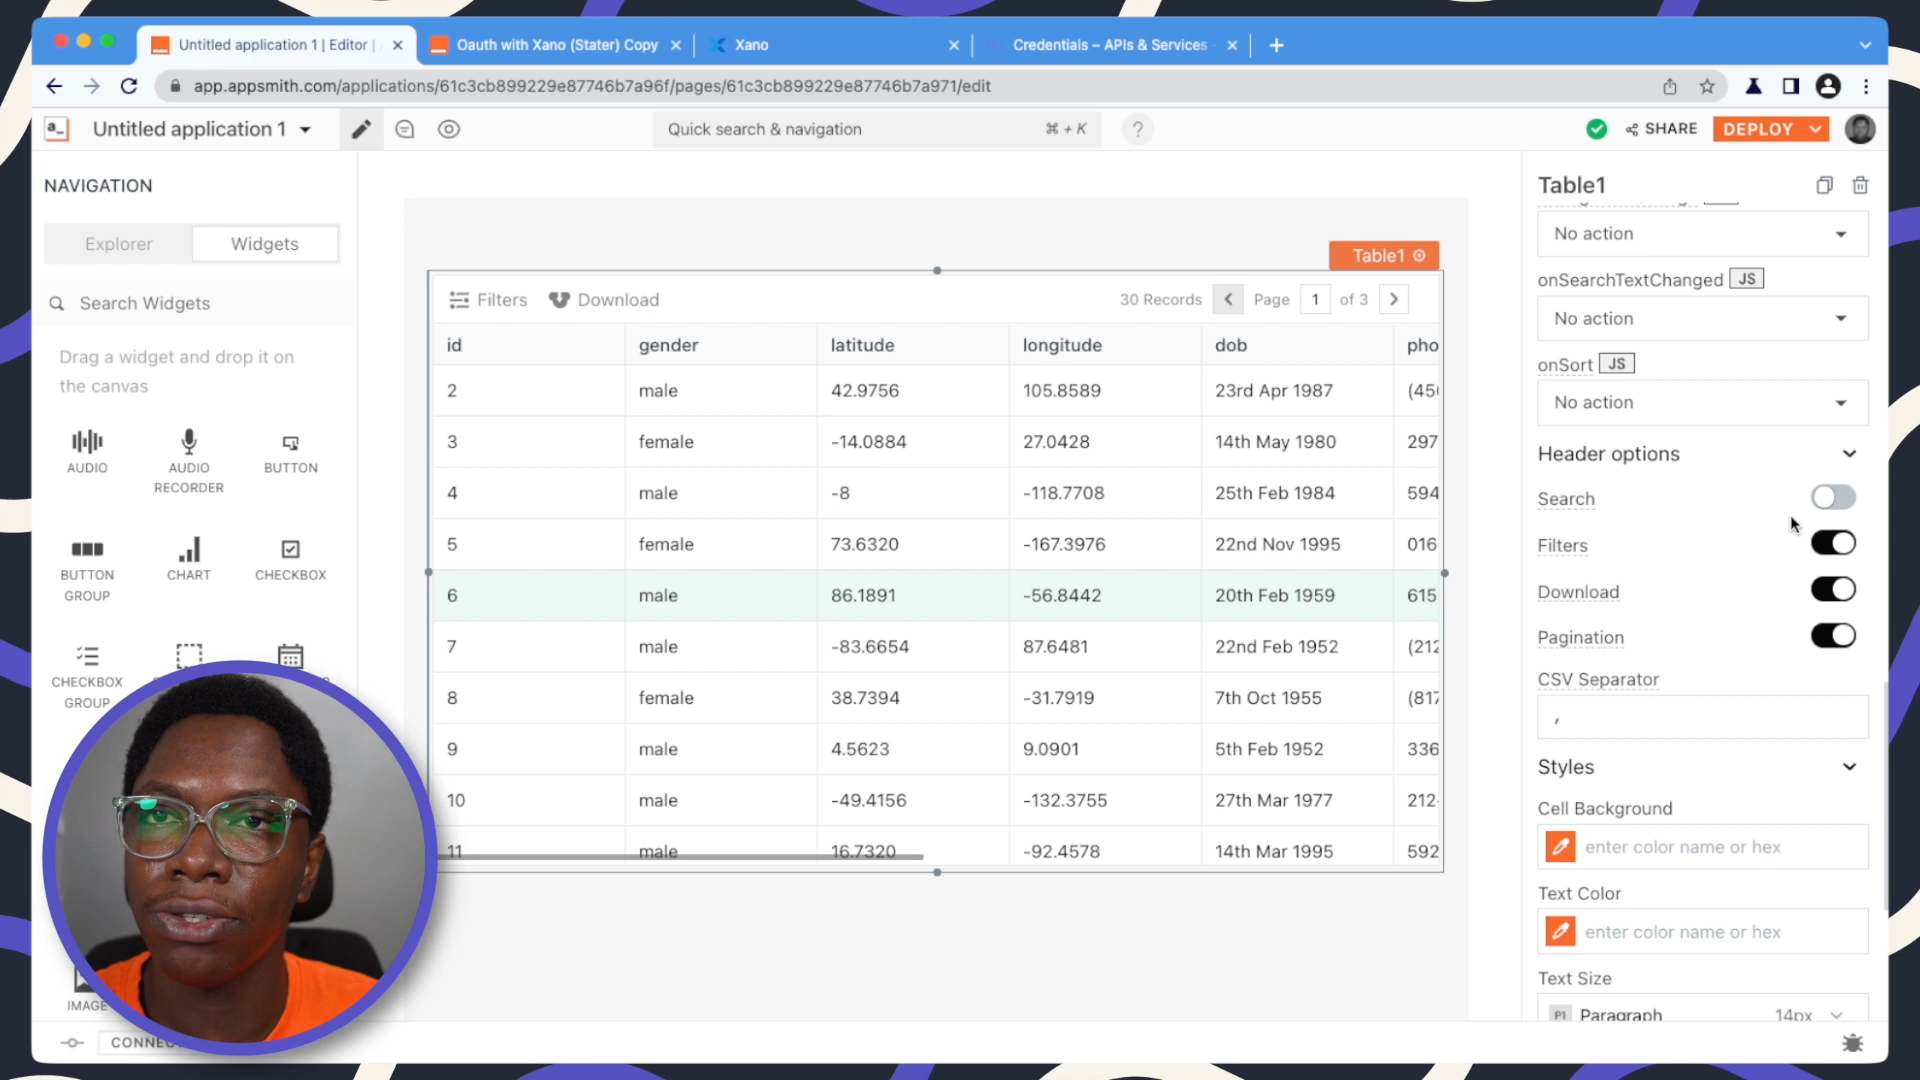 Untitled application 1 | Editor |
Oauth with Xano (Stater) Copy
Xano
Credentials – APIs & Services
app.appsmith.com/applications/61c3cb899229e87746b7a96f/pages/61c3cb899229e87746b7a971/edit
a_
Untitled application 1
Quick search & navigation
⌘ + K
?
SHARE
DEPLOY
NAVIGATION
Explorer
Widgets
Search Widgets
Drag a widget and drop it on
the canvas
AUDIO
AUDIO
RECORDER
BUTTON
BUTTON
GROUP
CHART
CHECKBOX
CHECKBOX
GROUP
IMAGE
CONNEC
Table1
Filters
Download
30 Records
Page
1
of 3
id gender latitude longitude dob pho
2 male 42.9756 105.8589 23rd Apr 1987 (450
3 female -14.0884 27.0428 14th May 1980 297
4 male -8 -118.7708 25th Feb 1984 594
5 female 73.6320 -167.3976 22nd Nov 1995 016
6 male 86.1891 -56.8442 20th Feb 1959 615
7 male -83.6654 87.6481 22nd Feb 1952 (212
8 female 38.7394 -31.7919 7th Oct 1955 (817
9 male 4.5623 9.0901 5th Feb 1952 336
10 male -49.4156 -132.3755 27th Mar 1977 212-
11 male 16.7320 -92.4578 14th Mar 1995 592
Table1
No action
onSearchTextChanged JS
No action
onSort JS
No action
Header options
Search
Filters
Download
Pagination
CSV Separator
,
Styles
Cell Background
enter color name or hex
Text Color
enter color name or hex
Text Size
P1 Paragraph 14px